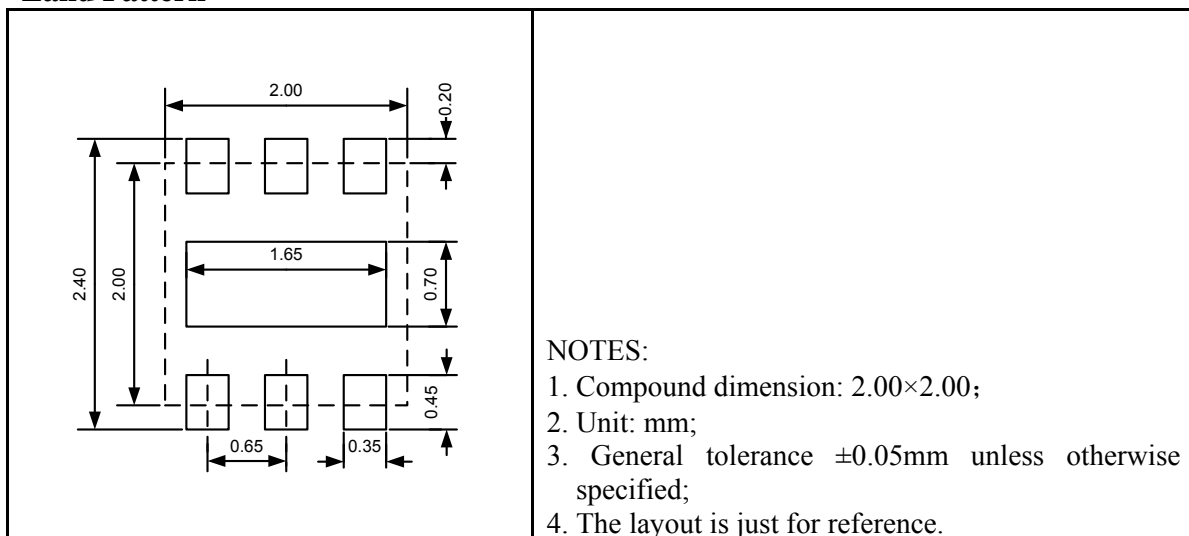 2.00
0.20
2.40
2.00
1.65
0.70
0.45
0.65
0.35
NOTES:
1. Compound dimension: 2.00×2.00；
2. Unit: mm;
3. General tolerance ±0.05mm unless otherwise
specified;
4. The layout is just for reference.